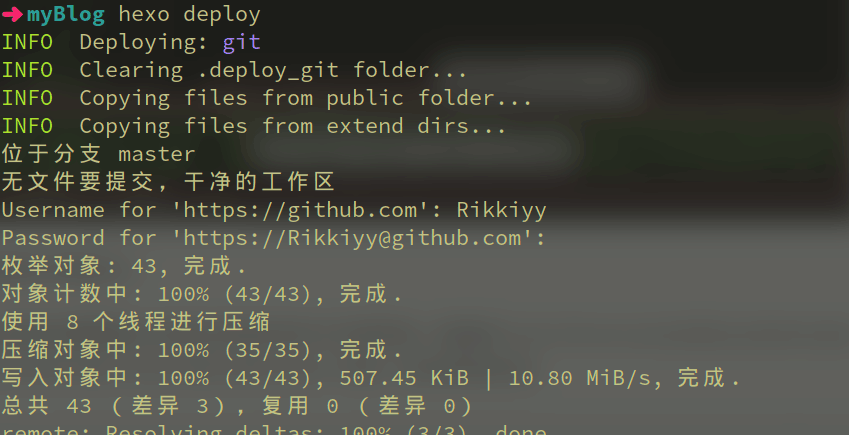 ➜ myBlog hexo deploy
INFO  Deploying: git
INFO  Clearing .deploy_git folder...
INFO  Copying files from public folder...
INFO  Copying files from extend dirs...
位于分支 master
无文件要提交，干净的工作区
Username for 'https://github.com': Rikkiyy
Password for 'https://Rikkiyy@github.com':
枚举对象: 43, 完成.
对象计数中: 100% (43/43), 完成.
使用 8 个线程进行压缩
压缩对象中: 100% (35/35), 完成.
写入对象中: 100% (43/43), 507.45 KiB | 10.80 MiB/s, 完成.
总共 43 （差异 3），复用 0 （差异 0）
remote: Resolving deltas: 100% (3/3), done.